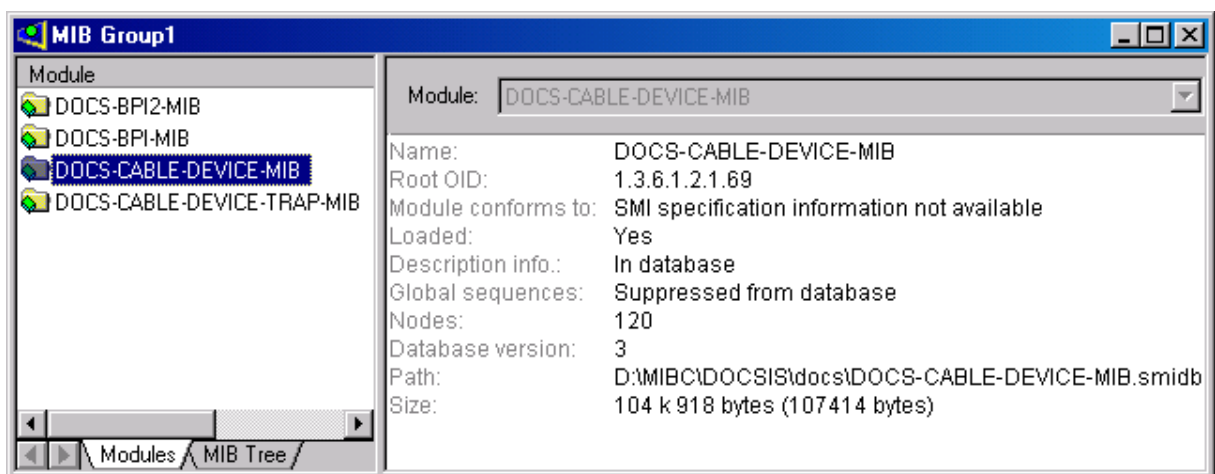 MIB Group1
Module
DOCS-BPI2-MIB
DOCS-BPI-MIB
DOCS-CABLE-DEVICE-MIB
DOCS-CABLE-DEVICE-TRAP-MIB
Modules
MIB Tree
Module: DOCS-CABLE-DEVICE-MIB
Name: DOCS-CABLE-DEVICE-MIB
Root OID: 1.3.6.1.2.1.69
Module conforms to: SMI specification information not available
Loaded: Yes
Description info.: In database
Global sequences: Suppressed from database
Nodes: 120
Database version: 3
Path: D:\MIBC\DOCSIS\docs\DOCS-CABLE-DEVICE-MIB.smidb
Size: 104 k 918 bytes (107414 bytes)